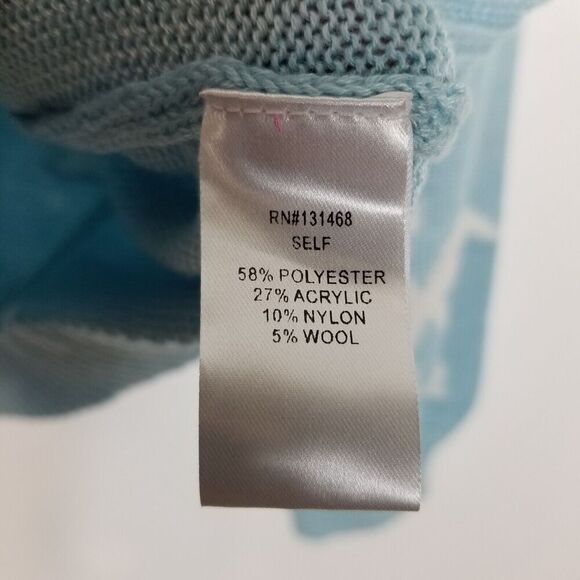 RN#131468
SELF
58% POLYESTER
27% ACRYLIC
10% NYLON
5% WOOL